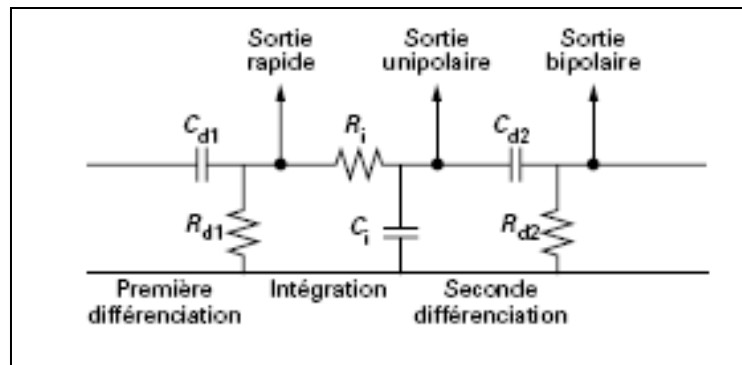 Sortie
rapide
Sortie
unipolaire
Sortie
bipolaire
Cd1
Ri
Cd2
Rd1
Ci
Rd2
Première
différenciation
Intégration
Seconde
différenciation